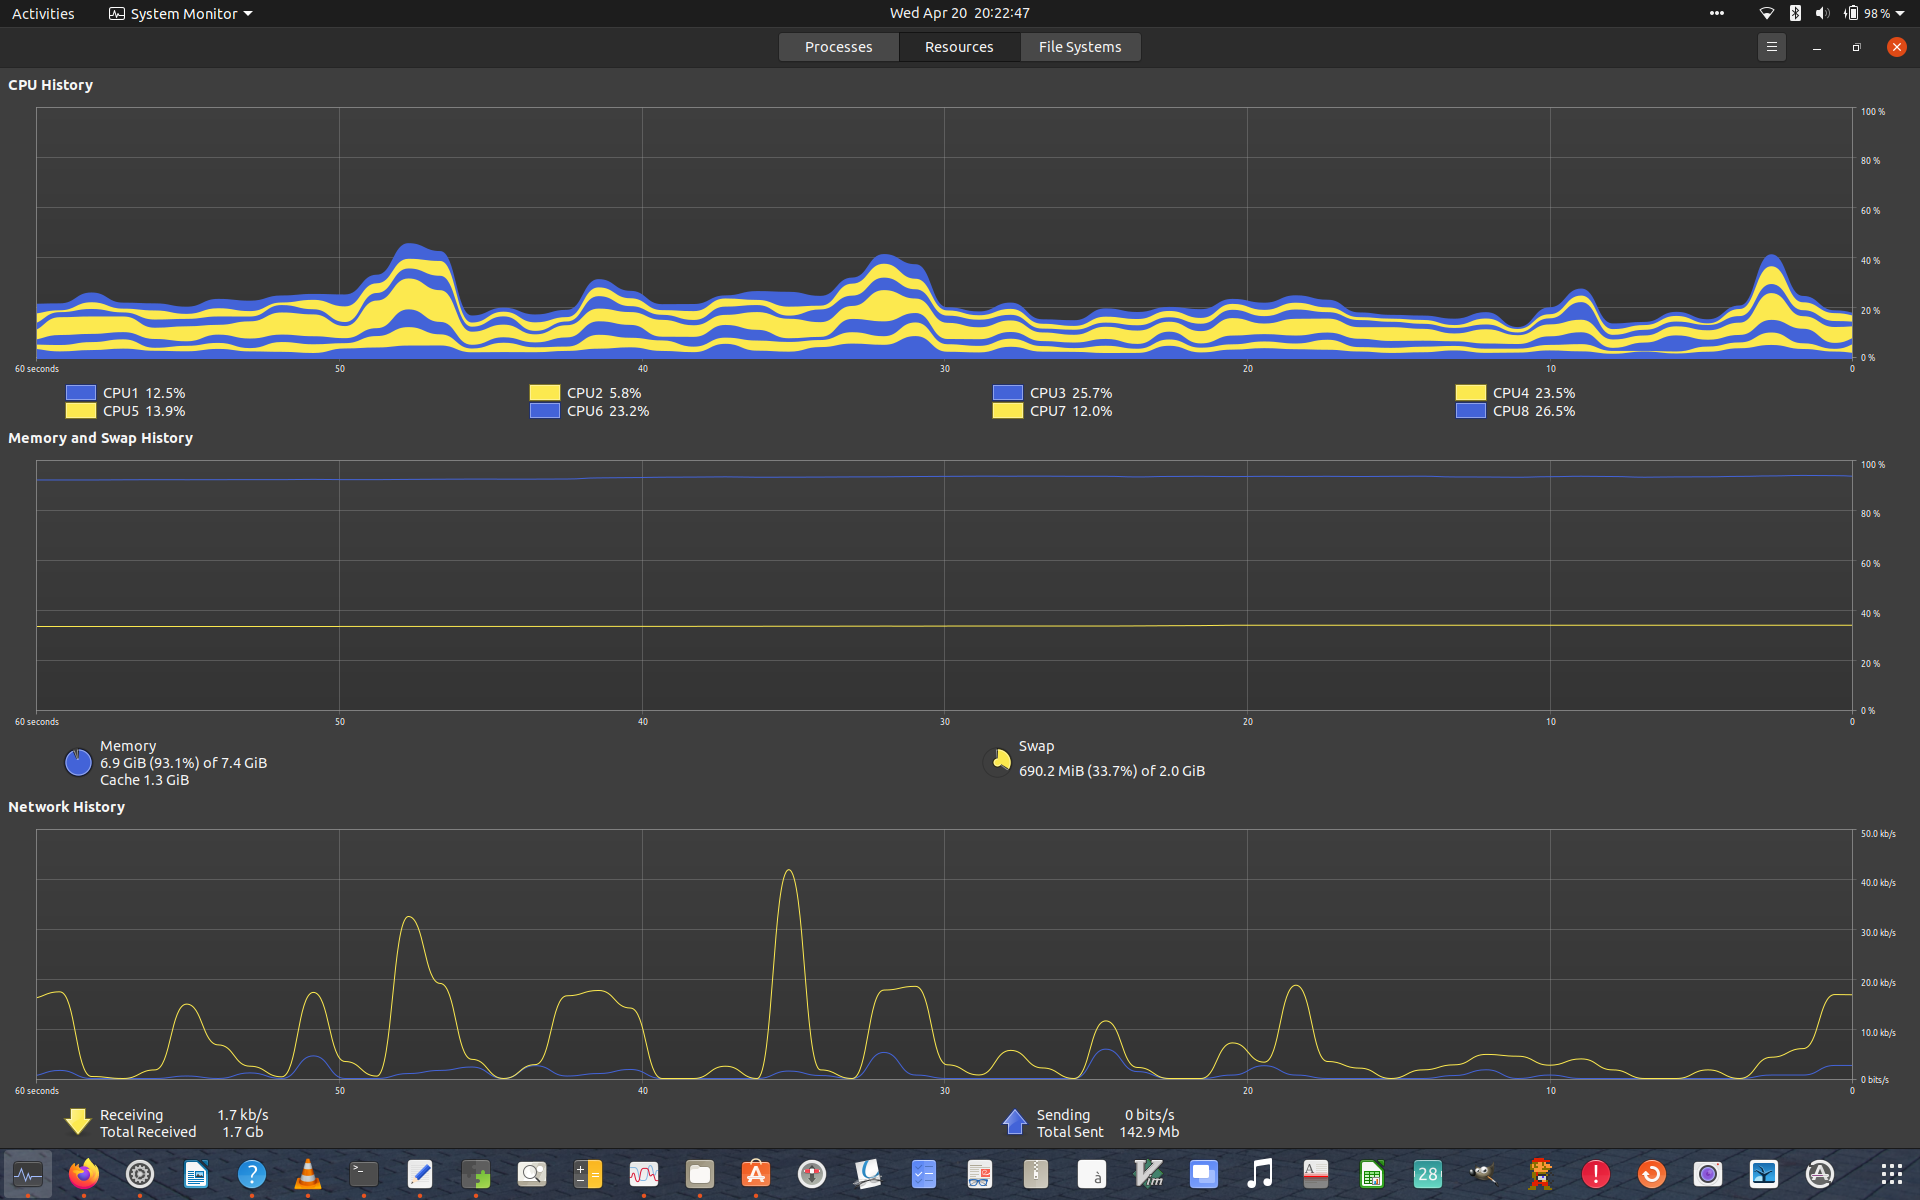 Activities System Monitor Wed Apr 20 20:22:47 98 %
Processes Resources File Systems
CPU History
100 %
80 %
60 %
40 %
20 %
0 %
60 seconds 50 40 30 20 10 0
CPU1 12.5% CPU2 5.8% CPU3 25.7% CPU4 23.5%
CPU5 13.9% CPU6 23.2% CPU7 12.0% CPU8 26.5%
Memory and Swap History
100 %
80 %
60 %
40 %
20 %
0 %
60 seconds 50 40 30 20 10 0
Memory
6.9 GiB (93.1%) of 7.4 GiB
Cache 1.3 GiB
Swap
690.2 MiB (33.7%) of 2.0 GiB
Network History
50.0 kb/s
40.0 kb/s
30.0 kb/s
20.0 kb/s
10.0 kb/s
0 bits/s
60 seconds 50 40 30 20 10 0
Receiving 1.7 kb/s
Total Received 1.7 Gb
Sending 0 bits/s
Total Sent 142.9 Mb
? >_ à Vim A 28 !